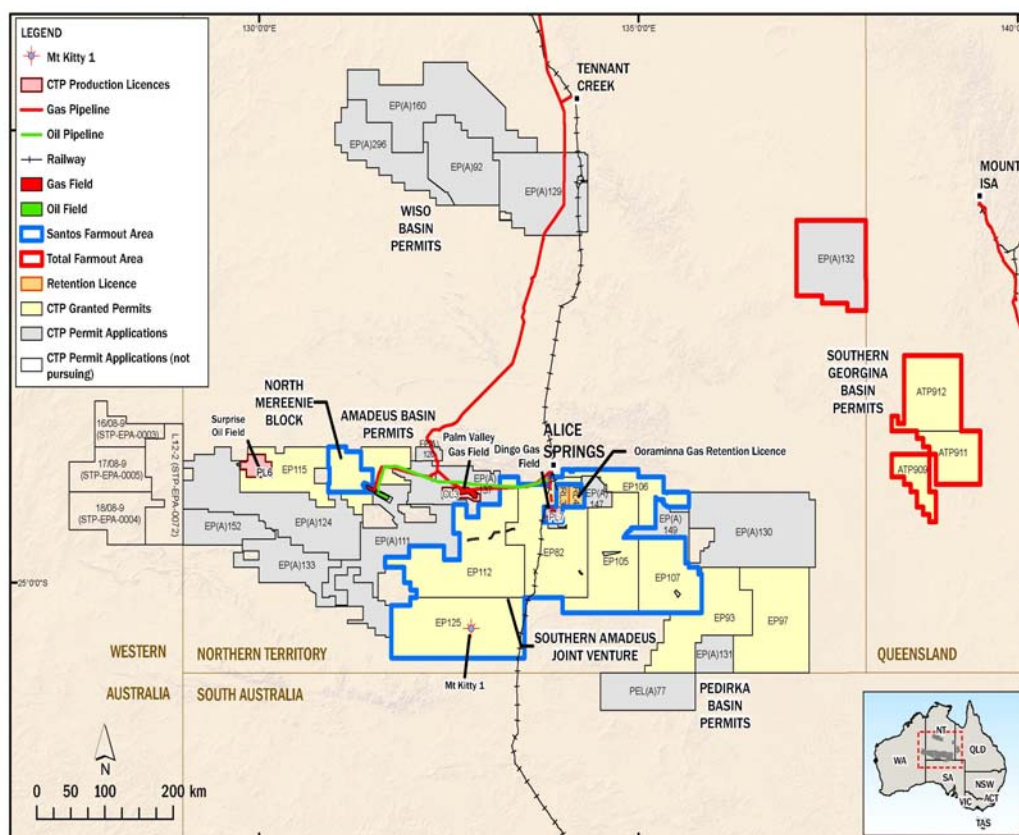 130°0'0"E
135°0'0"E
LEGEND
Mt Kitty 1
CTP Production Licences
Gas Pipeline
Oil Pipeline
Railway
Gas Field
Oil Field
Santos Farmout Area
Total Farmout Area
Retention Licence
CTP Granted Permits
CTP Permit Applications
CTP Permit Applications (not
pursuing)
TENNANT
CREEK
MOUNT
ISA
EP(A)160
EP(A)296
EP(A)92
EP(A)129
WISO
BASIN
PERMITS
EP(A)132
SOUTHERN
GEORGINA
BASIN
PERMITS
ATP912
ATP911
ATP909
NORTH
MEREENIE
BLOCK
AMADEUS BASIN
PERMITS
Surprise
Oil Field
Palm Valley
Gas Field
Dingo Gas
Field
ALICE
SPRINGS
Ooraminna Gas Retention Licence
16/08-9
(STP-EPA-0003)
17/08-9
(STP-EPA-0005)
18/08-9
(STP-EPA-0004)
L12-2 (STP-EPA-0072)
PL6
EP115
EP(A)
EP(A)
147
EP106
EP(A)152
EP(A)124
EP(A)111
EP(A)133
EP112
EP82
EP105
EP107
EP(A)
149
EP(A)130
EP125
EP93
EP97
EP(A)131
25°0'0"S
Mt Kitty 1
SOUTHERN AMADEUS
JOINT VENTURE
WESTERN
AUSTRALIA
NORTHERN TERRITORY
SOUTH AUSTRALIA
QUEENSLAND
PEL(A)77
PEDIRKA
BASIN
PERMITS
N
0 50 100 200 km
WA
NT
QLD
SA
NSW
ACT
VIC
TAS